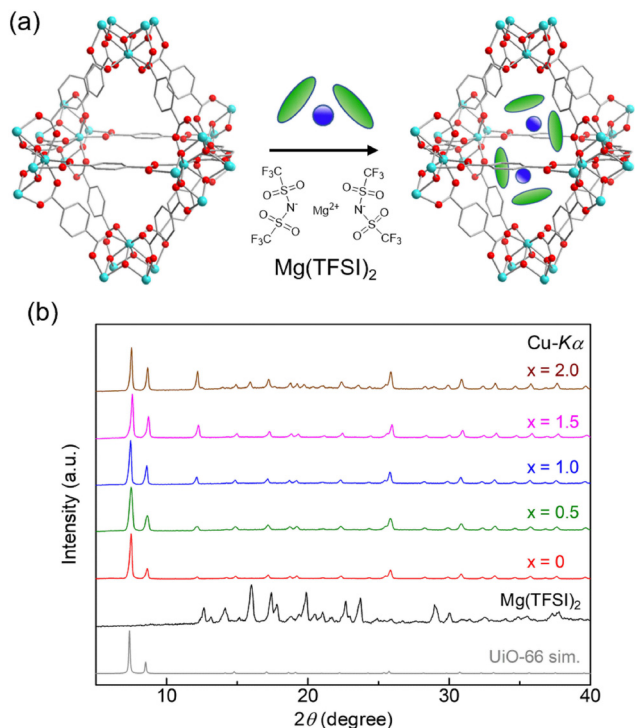 (a)
F₃C CF₃
O=S=O O=S=O
N⁻ Mg²⁺ N⁻
O=S=O O=S=O
F₃C CF₃
Mg(TFSI)₂
(b)
Cu-Kα
x = 2.0
x = 1.5
x = 1.0
x = 0.5
x = 0
Mg(TFSI)₂
UiO-66 sim.
Intensity (a.u.)
10 20 30 40
2θ (degree)